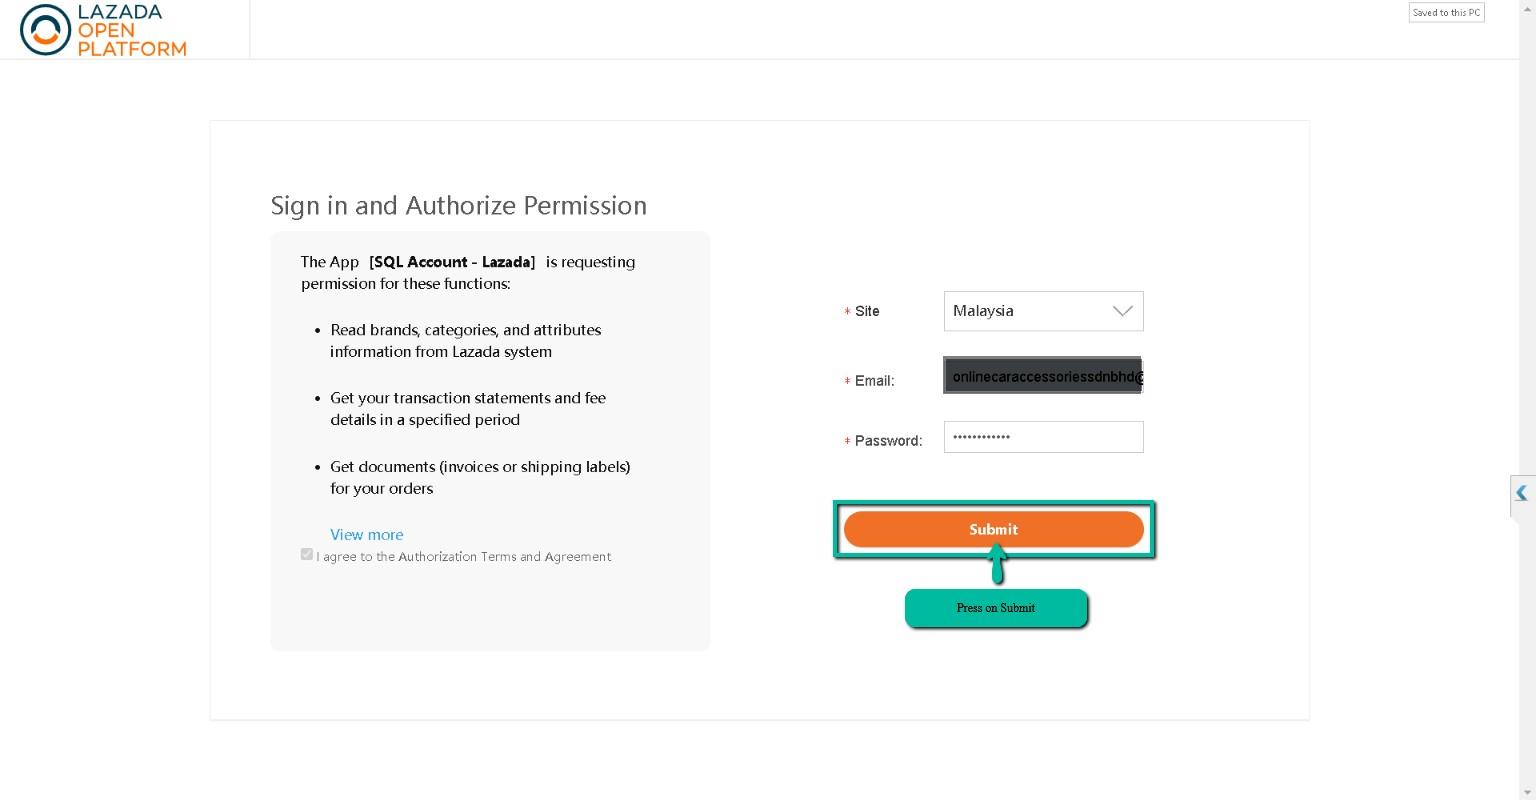 LAZADA
OPEN
PLATFORM
Saved to this PC
Sign in and Authorize Permission
The App [SQL Account - Lazada] is requesting
permission for these functions:
• Read brands, categories, and attributes
information from Lazada system
• Get your transaction statements and fee
details in a specified period
• Get documents (invoices or shipping labels)
for your orders
View more
I agree to the Authorization Terms and Agreement
* Site
Malaysia
* Email:
onlinecaraccessoriessdnbhd@
* Password:
••••••••••••
Submit
Press on Submit